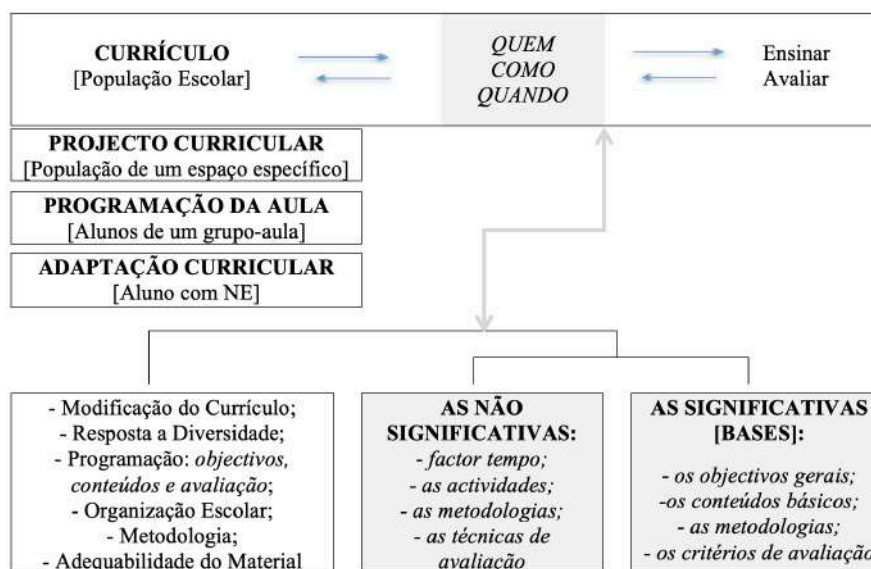 CURRÍCULO
[População Escolar]
QUEM
COMO
QUANDO
Ensinar
Avaliar
PROJECTO CURRICULAR
[População de um espaço específico]
PROGRAMAÇÃO DA AULA
[Alunos de um grupo-aula]
ADAPTAÇÃO CURRICULAR
[Aluno com NE]
- Modificação do Currículo;
- Resposta a Diversidade;
- Programação: objectivos,
conteúdos e avaliação;
- Organização Escolar;
- Metodologia;
- Adequabilidade do Material
AS NÃO
SIGNIFICATIVAS:
- factor tempo;
- as actividades;
- as metodologias;
- as técnicas de
avaliação
AS SIGNIFICATIVAS
[BASES]:
- os objectivos gerais;
-os conteúdos básicos;
- as metodologias;
- os critérios de avaliação